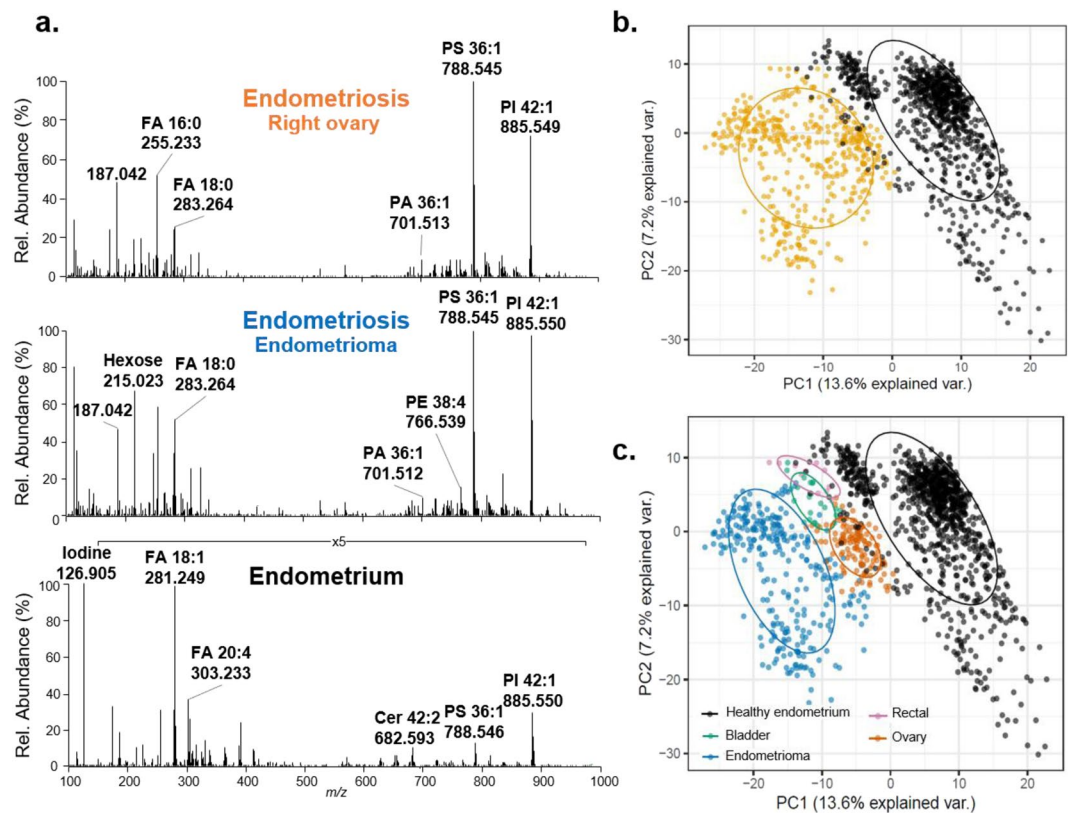 a.
Endometriosis
Right ovary
PS 36:1
788.545
PI 42:1
885.549
FA 16:0
255.233
187.042
FA 18:0
283.264
PA 36:1
701.513
Rel. Abundance (%)
100
80
60
40
20
0
Endometriosis
Endometrioma
PS 36:1
788.545
PI 42:1
885.550
Hexose
215.023
187.042
FA 18:0
283.264
PE 38:4
766.539
PA 36:1
701.512
Rel. Abundance (%)
100
80
60
40
20
0
x5
Endometrium
Iodine
126.905
FA 18:1
281.249
FA 20:4
303.233
Cer 42:2
682.593
PS 36:1
788.546
PI 42:1
885.550
Rel. Abundance (%)
100
80
60
40
20
0
100 200 300 400 500 600 700 800 900 1000
m/z
b.
PC2 (7.2% explained var.)
10
0
−10
−20
−30
−20 −10 0 10 20
PC1 (13.6% explained var.)
c.
PC2 (7.2% explained var.)
10
0
−10
−20
−30
Healthy endometrium
Bladder
Endometrioma
Rectal
Ovary
−20 −10 0 10 20
PC1 (13.6% explained var.)